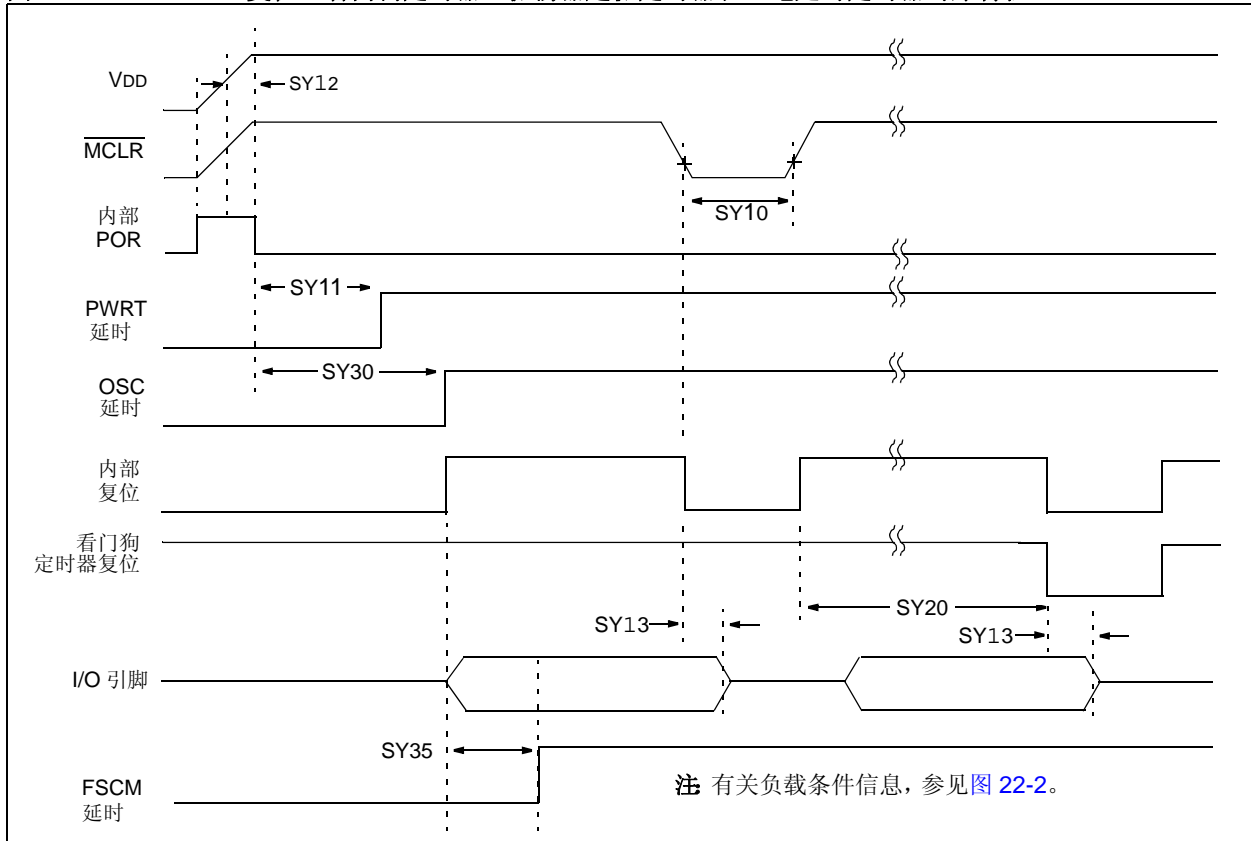 VDD
SY12
MCLR
SY10
内部
POR
SY11
PWRT
延时
SY30
OSC
延时
内部
复位
看门狗
定时器复位
SY20
SY13
SY13
I/O 引脚
SY35
FSCM
延时
注: 有关负载条件信息，参见图 22-2。